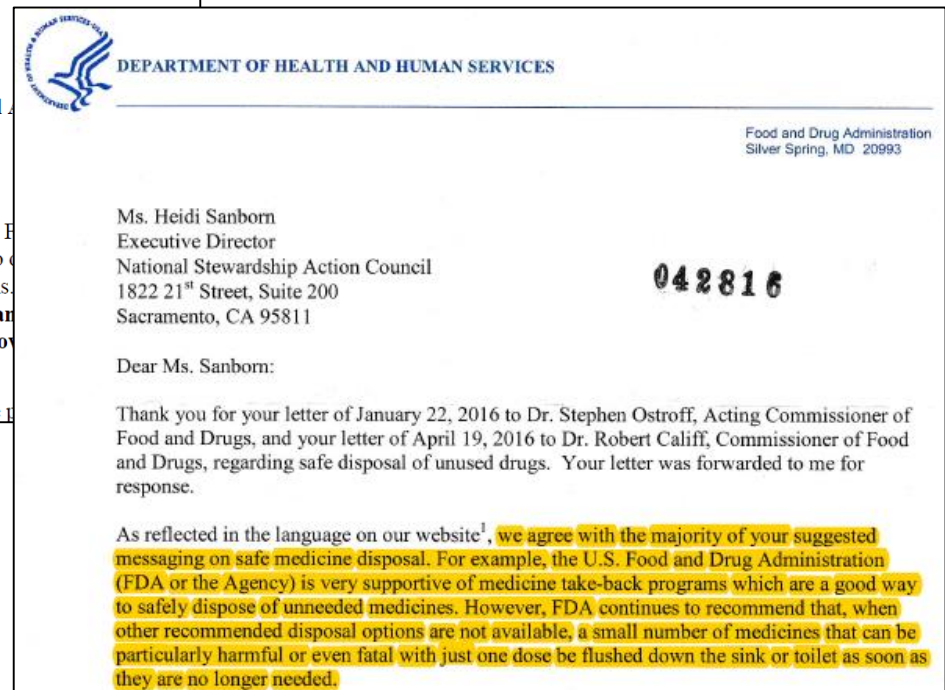 DEPARTMENT OF HEALTH AND HUMAN SERVICES
Food and Drug Administration
Silver Spring, MD 20993
Ms. Heidi Sanborn
Executive Director
National Stewardship Action Council
1822 21st Street, Suite 200
Sacramento, CA 95811
042816
Dear Ms. Sanborn:
Thank you for your letter of January 22, 2016 to Dr. Stephen Ostroff, Acting Commissioner of
Food and Drugs, and your letter of April 19, 2016 to Dr. Robert Califf, Commissioner of Food
and Drugs, regarding safe disposal of unused drugs. Your letter was forwarded to me for
response.
As reflected in the language on our website¹, we agree with the majority of your suggested
messaging on safe medicine disposal. For example, the U.S. Food and Drug Administration
(FDA or the Agency) is very supportive of medicine take-back programs which are a good way
to safely dispose of unneeded medicines. However, FDA continues to recommend that, when
other recommended disposal options are not available, a small number of medicines that can be
particularly harmful or even fatal with just one dose be flushed down the sink or toilet as soon as
they are no longer needed.